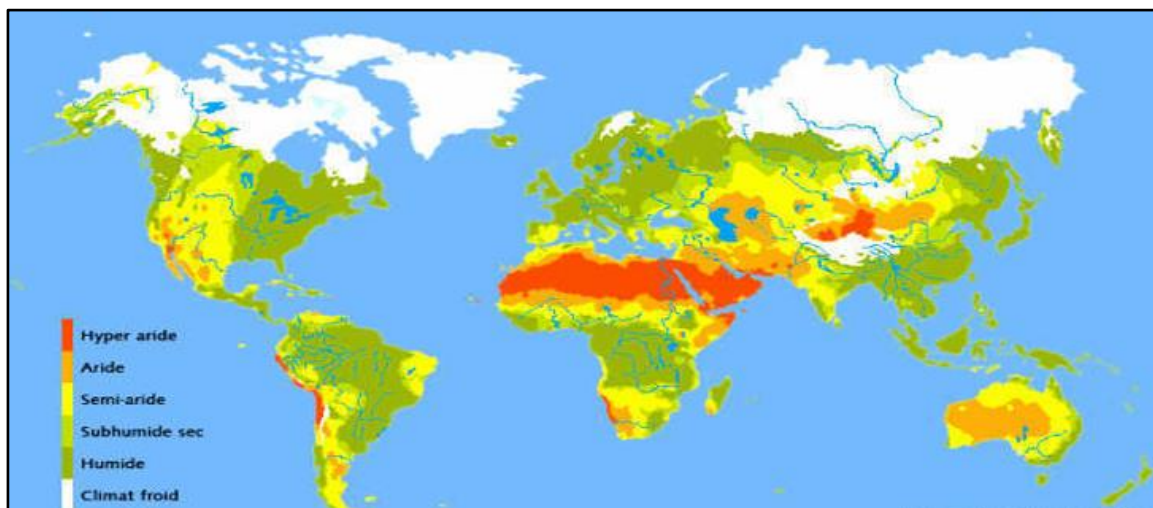 Hyper aride
Aride
Semi-aride
Subhumide sec
Humide
Climat froid